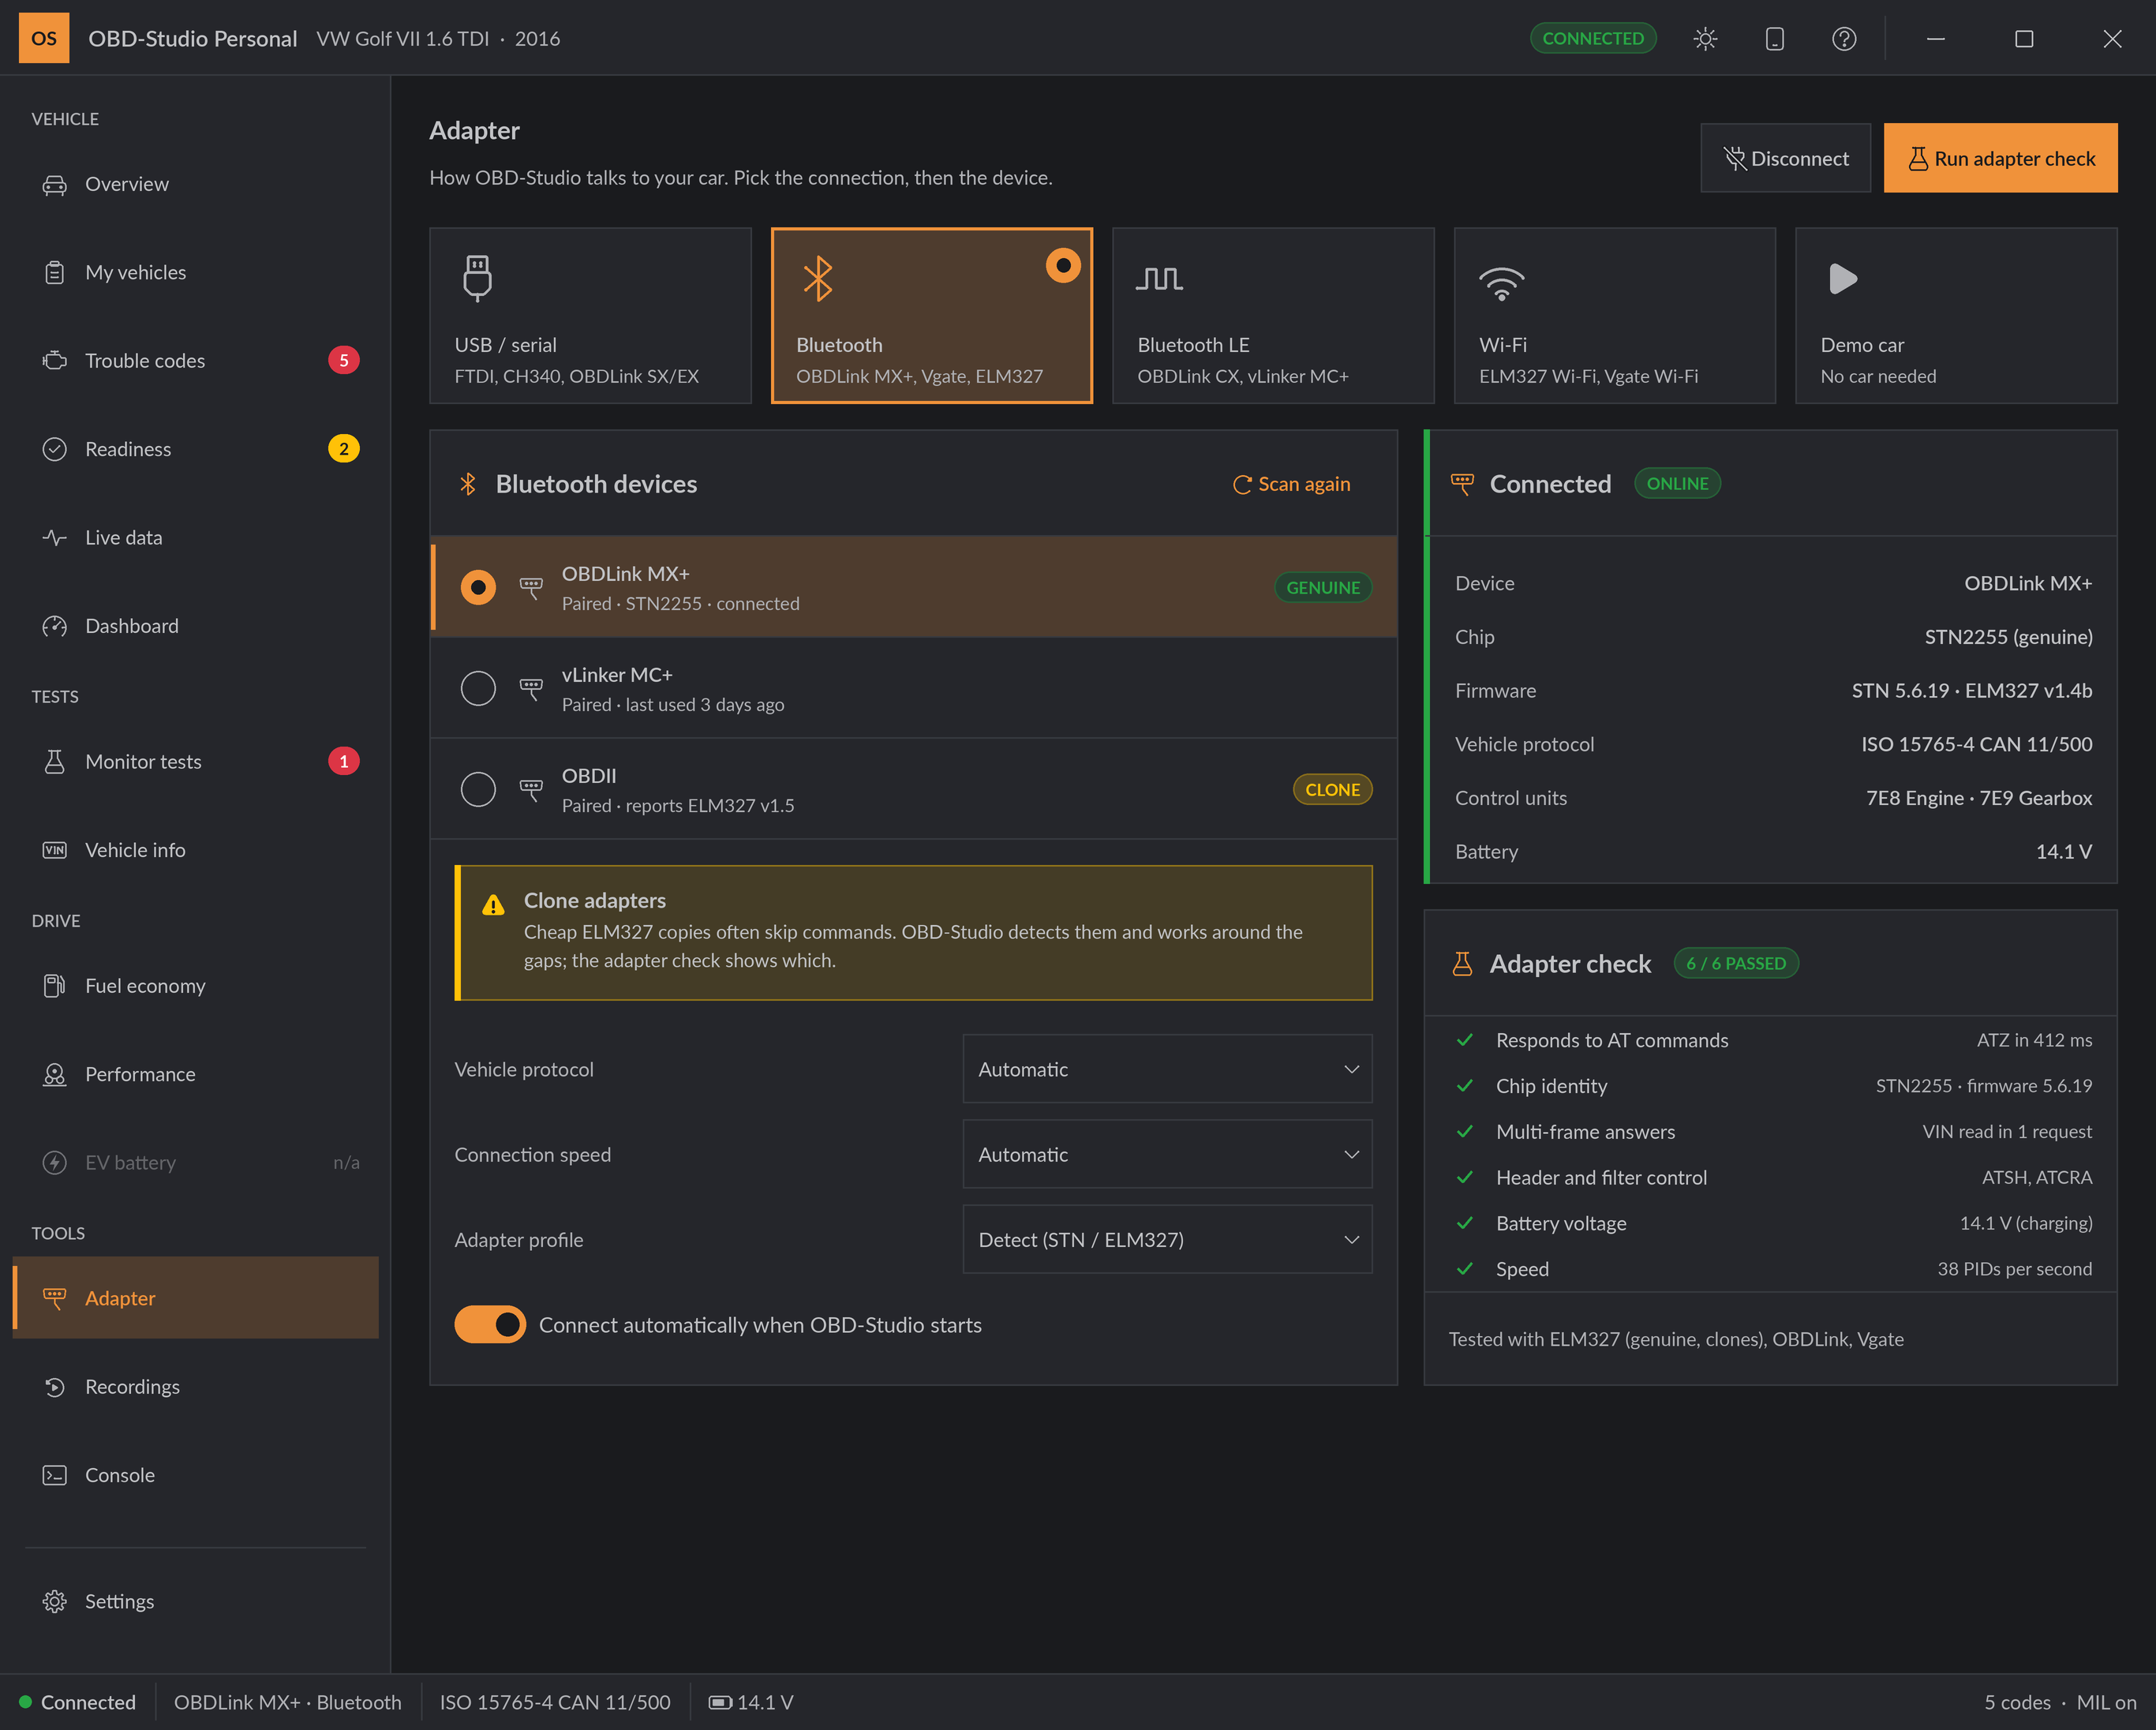 OS
OBD-Studio Personal
VW Golf VII 1.6 TDI · 2016
CONNECTED
VEHICLE
Overview
My vehicles
Trouble codes
5
Readiness
2
Live data
Dashboard
TESTS
Monitor tests
1
VIN
Vehicle info
DRIVE
Fuel economy
Performance
EV battery
n/a
TOOLS
Adapter
Recordings
Console
Settings
Adapter
How OBD-Studio talks to your car. Pick the connection, then the device.
Disconnect
Run adapter check
USB / serial
FTDI, CH340, OBDLink SX/EX
Bluetooth
OBDLink MX+, Vgate, ELM327
Bluetooth LE
OBDLink CX, vLinker MC+
Wi-Fi
ELM327 Wi-Fi, Vgate Wi-Fi
Demo car
No car needed
Bluetooth devices
Scan again
OBDLink MX+
Paired · STN2255 · connected
GENUINE
vLinker MC+
Paired · last used 3 days ago
OBDII
Paired · reports ELM327 v1.5
CLONE
Clone adapters
Cheap ELM327 copies often skip commands. OBD-Studio detects them and works around the
gaps; the adapter check shows which.
Vehicle protocol
Automatic
Connection speed
Automatic
Adapter profile
Detect (STN / ELM327)
Connect automatically when OBD-Studio starts
Connected
ONLINE
Device
OBDLink MX+
Chip
STN2255 (genuine)
Firmware
STN 5.6.19 · ELM327 v1.4b
Vehicle protocol
ISO 15765-4 CAN 11/500
Control units
7E8 Engine · 7E9 Gearbox
Battery
14.1 V
Adapter check
6 / 6 PASSED
Responds to AT commands
ATZ in 412 ms
Chip identity
STN2255 · firmware 5.6.19
Multi-frame answers
VIN read in 1 request
Header and filter control
ATSH, ATCRA
Battery voltage
14.1 V (charging)
Speed
38 PIDs per second
Tested with ELM327 (genuine, clones), OBDLink, Vgate
Connected
OBDLink MX+ · Bluetooth
ISO 15765-4 CAN 11/500
14.1 V
5 codes · MIL on